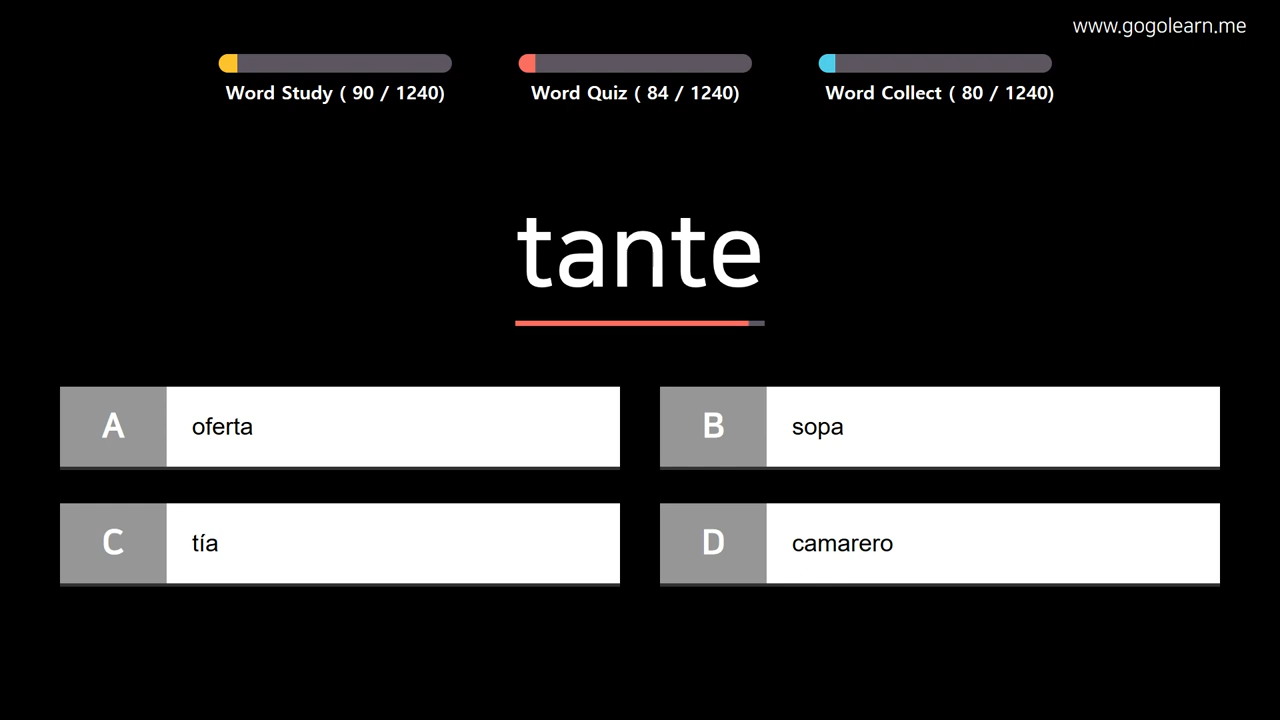 www.gogolearn.me
Word Study ( 90 / 1240)
Word Quiz ( 84 / 1240)
Word Collect ( 80 / 1240)
tante
A oferta
B sopa
C tía
D camarero